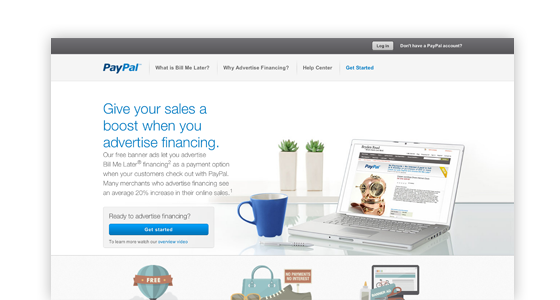 Log in
Don't have a PayPal account?
PayPal™
What is Bill Me Later?
Why Advertise Financing?
Help Center
Get Started
Give your sales a
boost when you
advertise financing.
Our free banner ads let you advertise
Bill Me Later® financing² as a payment option
when your customers check out with PayPal.
Many merchants who advertise financing see
an average 20% increase in their online sales.¹
Ready to advertise financing?
Get started
To learn more watch our overview video
PayPal
FREE
NO PAYMENTS
NO INTEREST